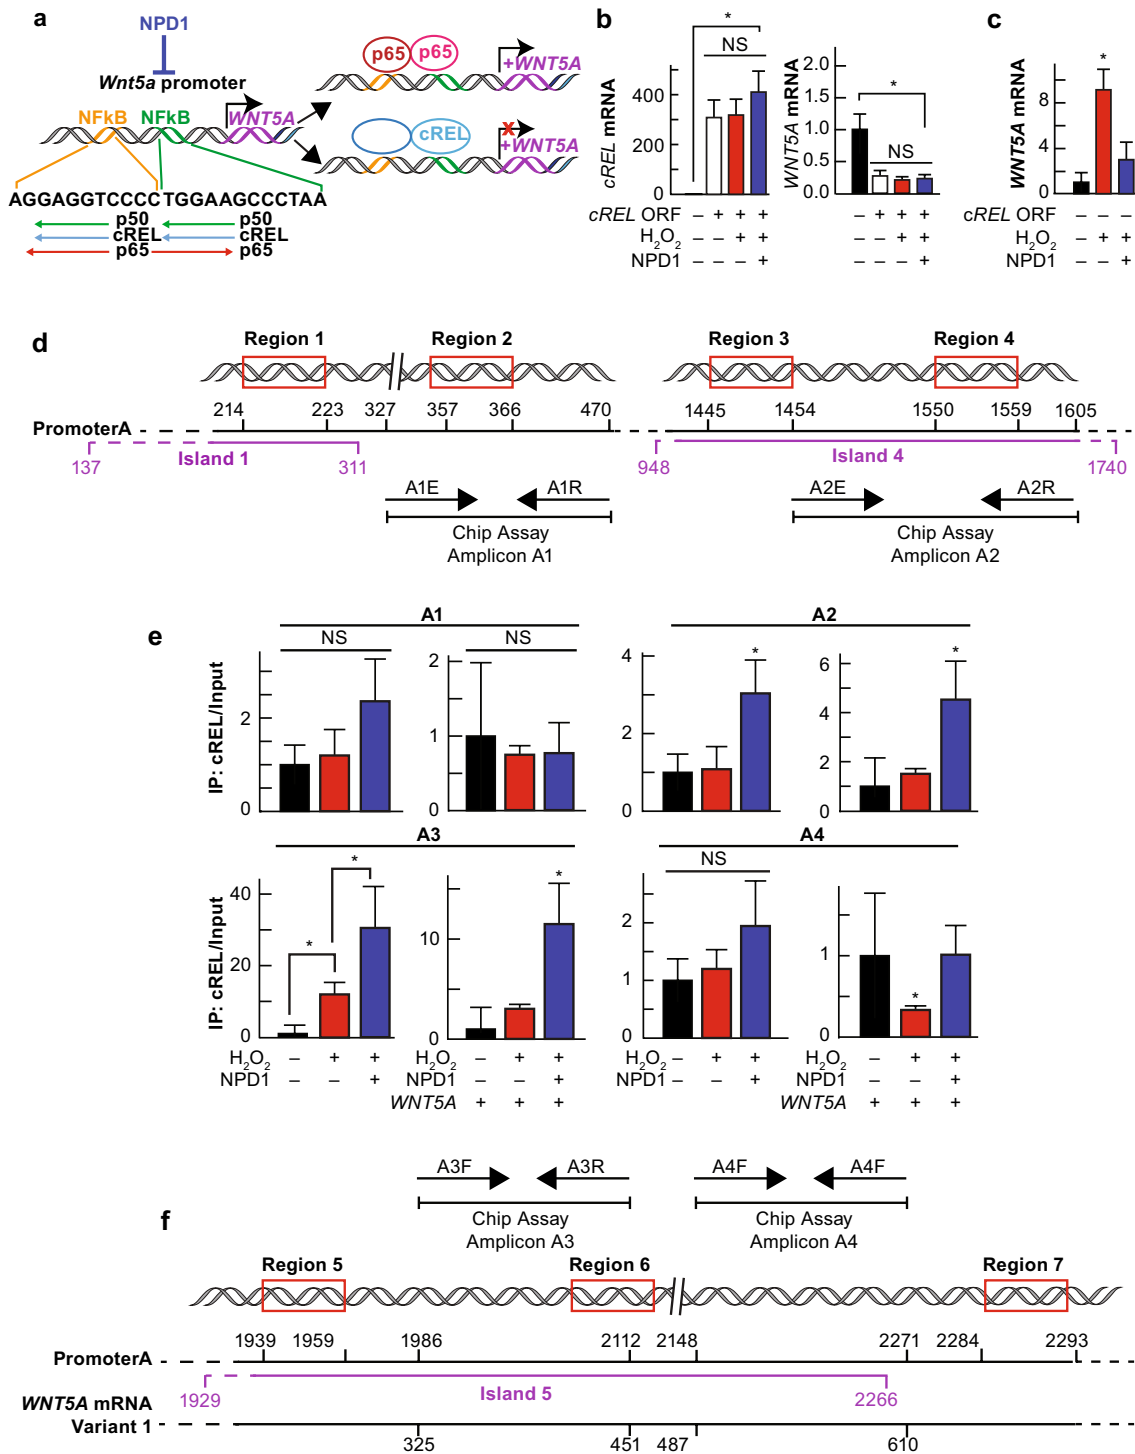 a
NPD1
Wnt5a promoter
NFkB NFkB WNT5A
AGGAGGTCCCCTGGAAGCCCTAA
p50 p50
cREL cREL
p65 p65
p65 p65
+WNT5A
cREL
X
+WNT5A
b
*
NS
cREL mRNA
400
200
0
cREL ORF – + + +
H2O2 – – + +
NPD1 – – – +
WNT5A mRNA
2.0
1.5
1.0
0.5
0.0
*
NS
– + + +
– – + +
– – – +
c
WNT5A mRNA
8
4
0
*
cREL ORF – – –
H2O2 – + +
NPD1 – – +
d
Region 1 Region 2 Region 3 Region 4
214 223 327 357 366 470 1445 1454 1550 1559 1605
PromoterA
137 Island 1 311 948 Island 4 1740
A1E A1R A2E A2R
Chip Assay
Amplicon A1
Chip Assay
Amplicon A2
e
A1
NS NS
IP: cREL/Input
2
0
2
1
0
A2
4
2
0
*
6
4
2
0
*
A3
IP: cREL/Input
40
20
0
* *
10
0
*
A4
NS
2
1
0
1
0
*
H2O2 – + +
NPD1 – – +
H2O2 – + +
NPD1 – – +
WNT5A + + +
H2O2 – + +
NPD1 – – +
H2O2 – + +
NPD1 – – +
WNT5A + + +
A3F A3R A4F A4F
Chip Assay
Amplicon A3
Chip Assay
Amplicon A4
f
Region 5 Region 6 Region 7
1939 1959 1986 2112 2148 2271 2284 2293
PromoterA
1929 Island 5 2266
WNT5A mRNA
Variant 1
325 451 487 610